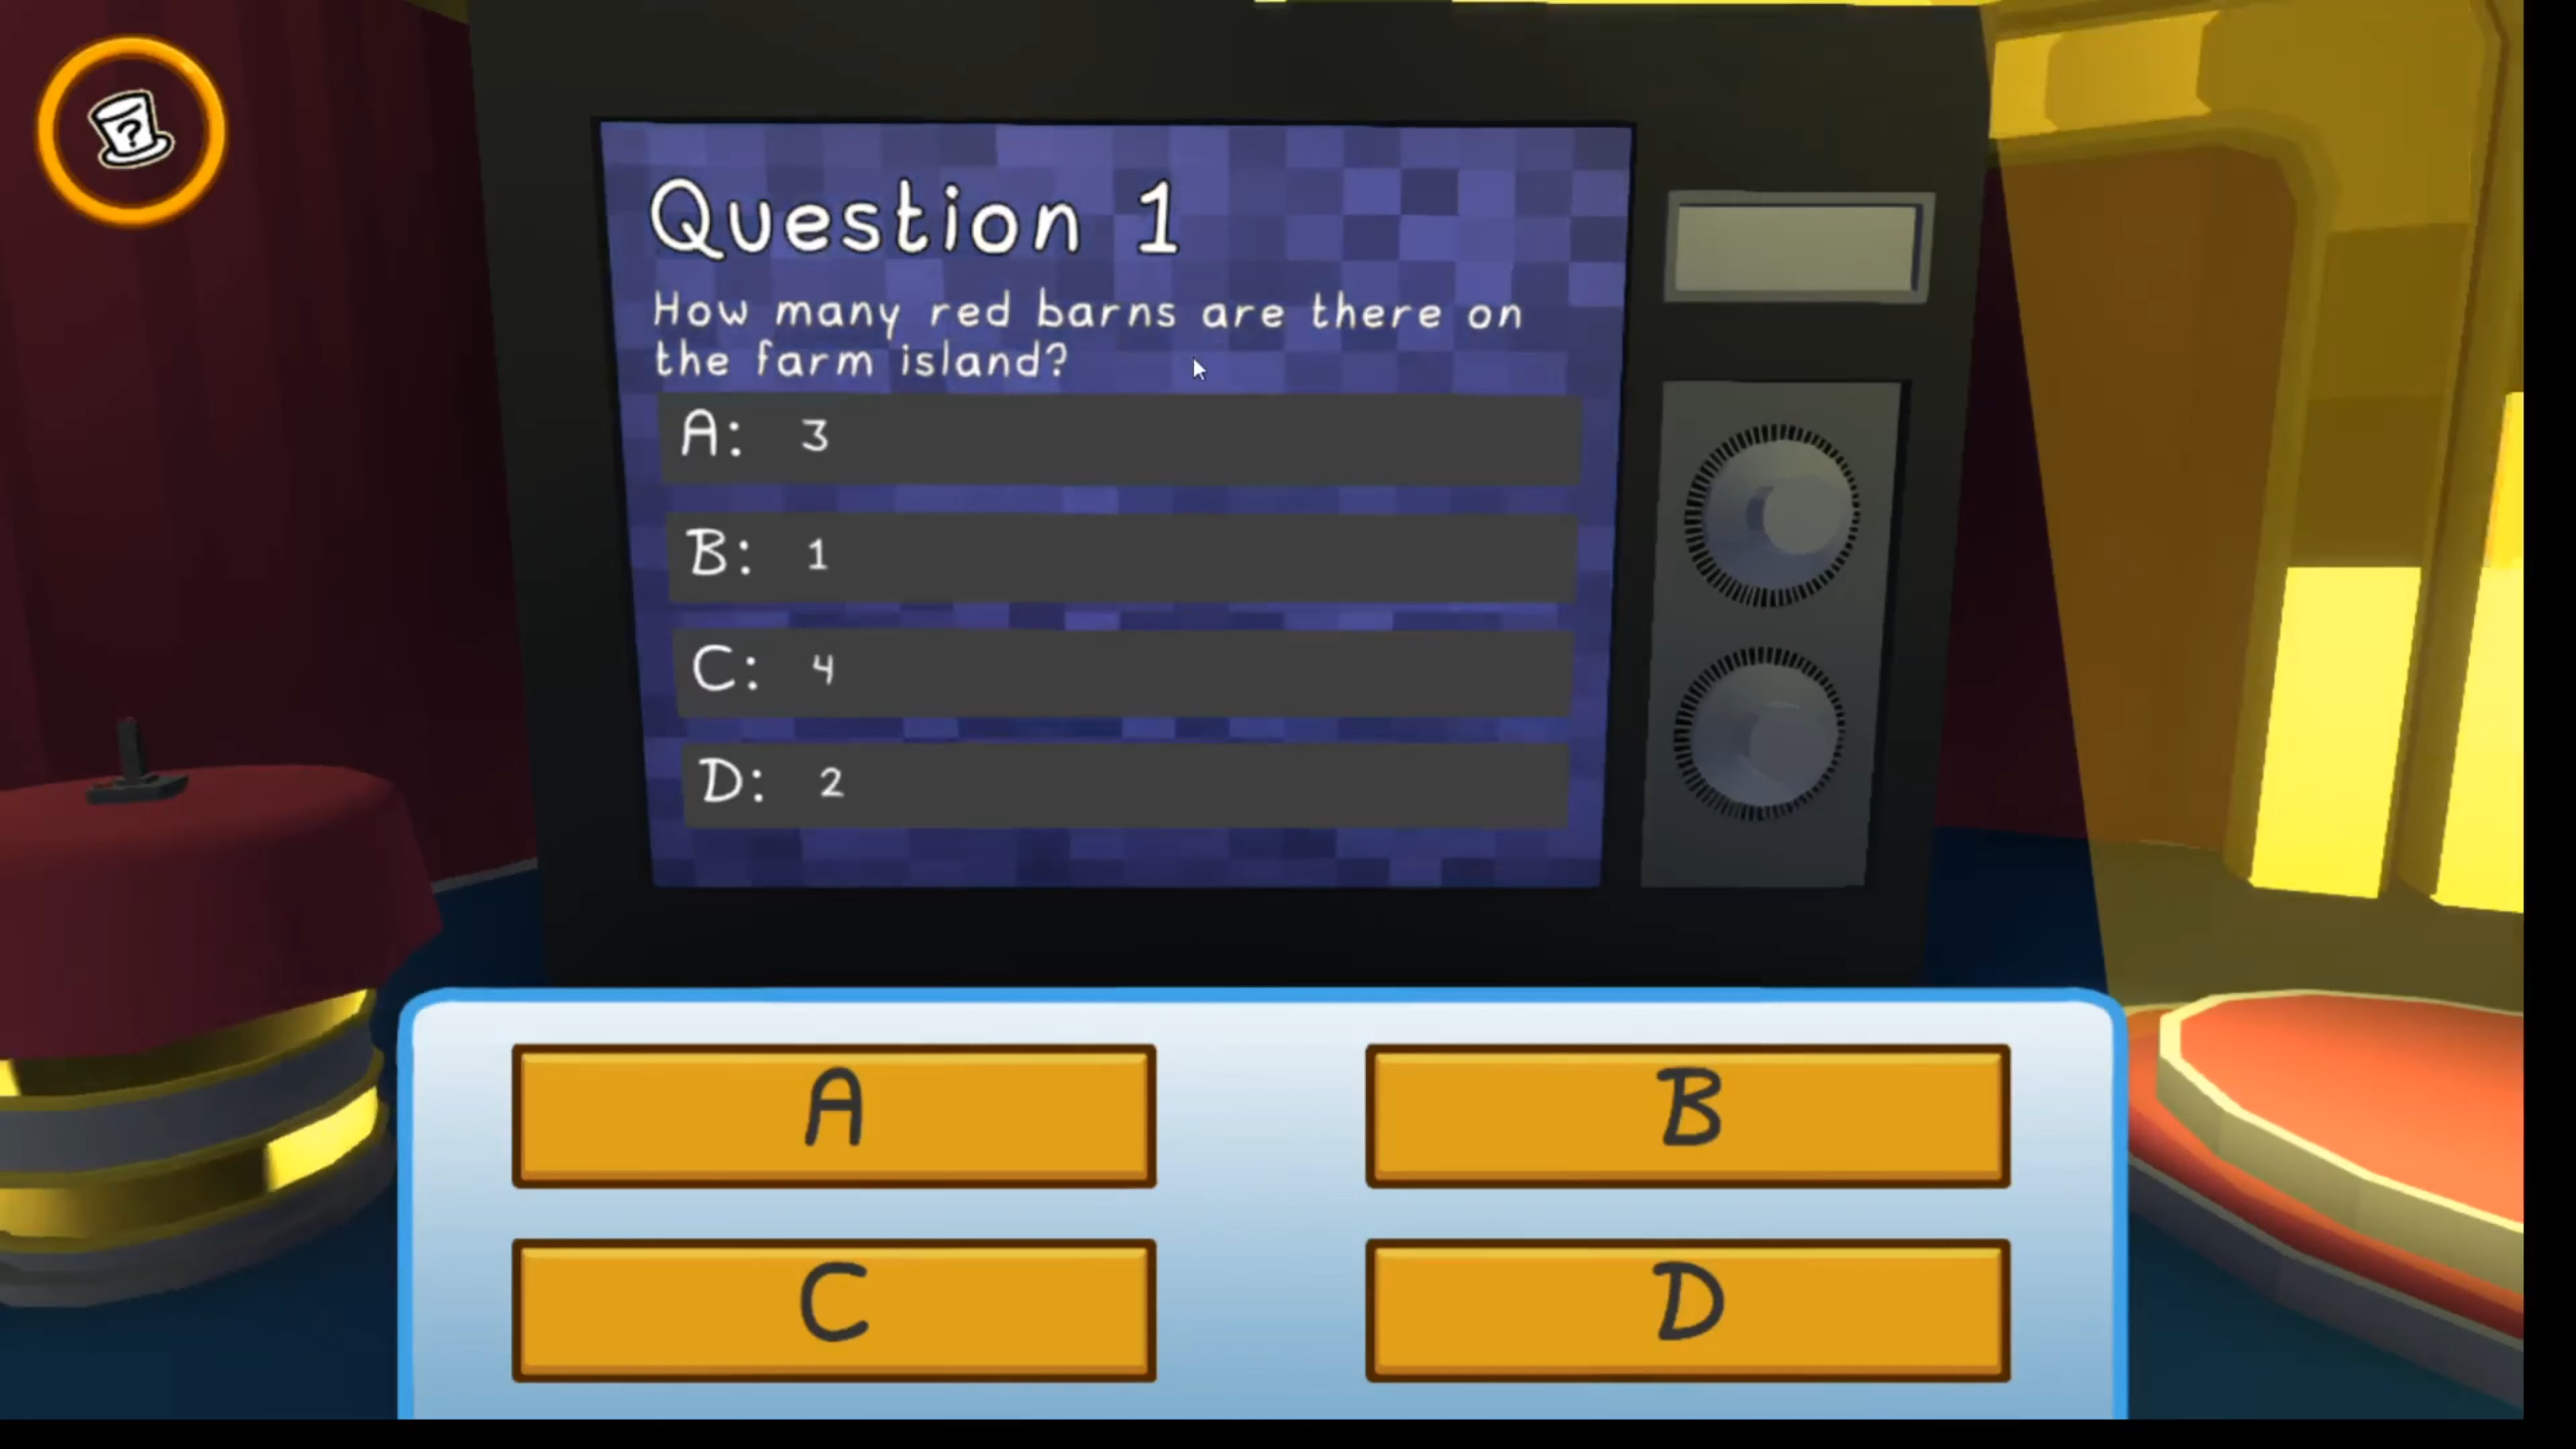 ?
Question 1
How many red barns are there on
the farm island?
A: 3
B: 1
C: 4
D: 2
A
B
C
D